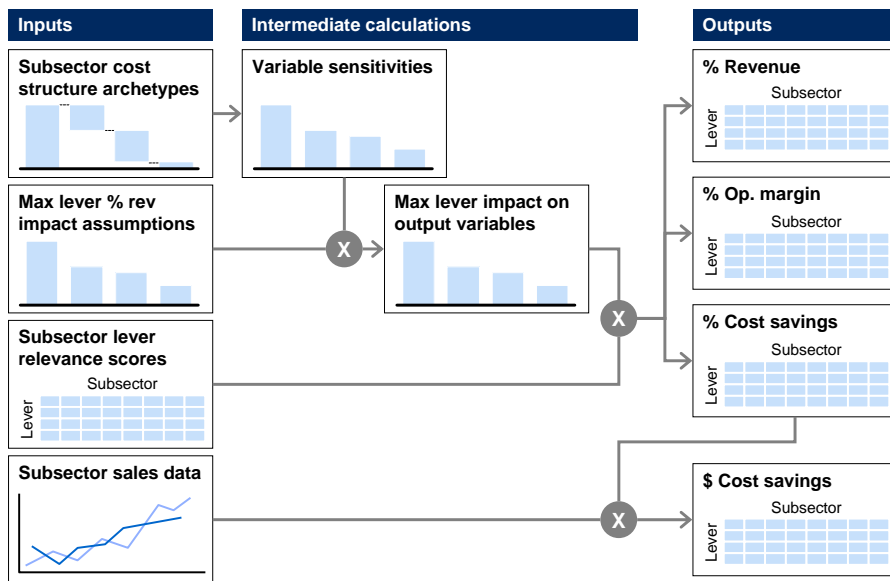 Inputs
Intermediate calculations
Outputs
Subsector cost
structure archetypes
Variable sensitivities
% Revenue
Subsector
Lever
Max lever % rev
impact assumptions
Max lever impact on
output variables
X
% Op. margin
Subsector
Lever
X
Subsector lever
relevance scores
Subsector
Lever
% Cost savings
Subsector
Lever
Subsector sales data
X
$ Cost savings
Subsector
Lever